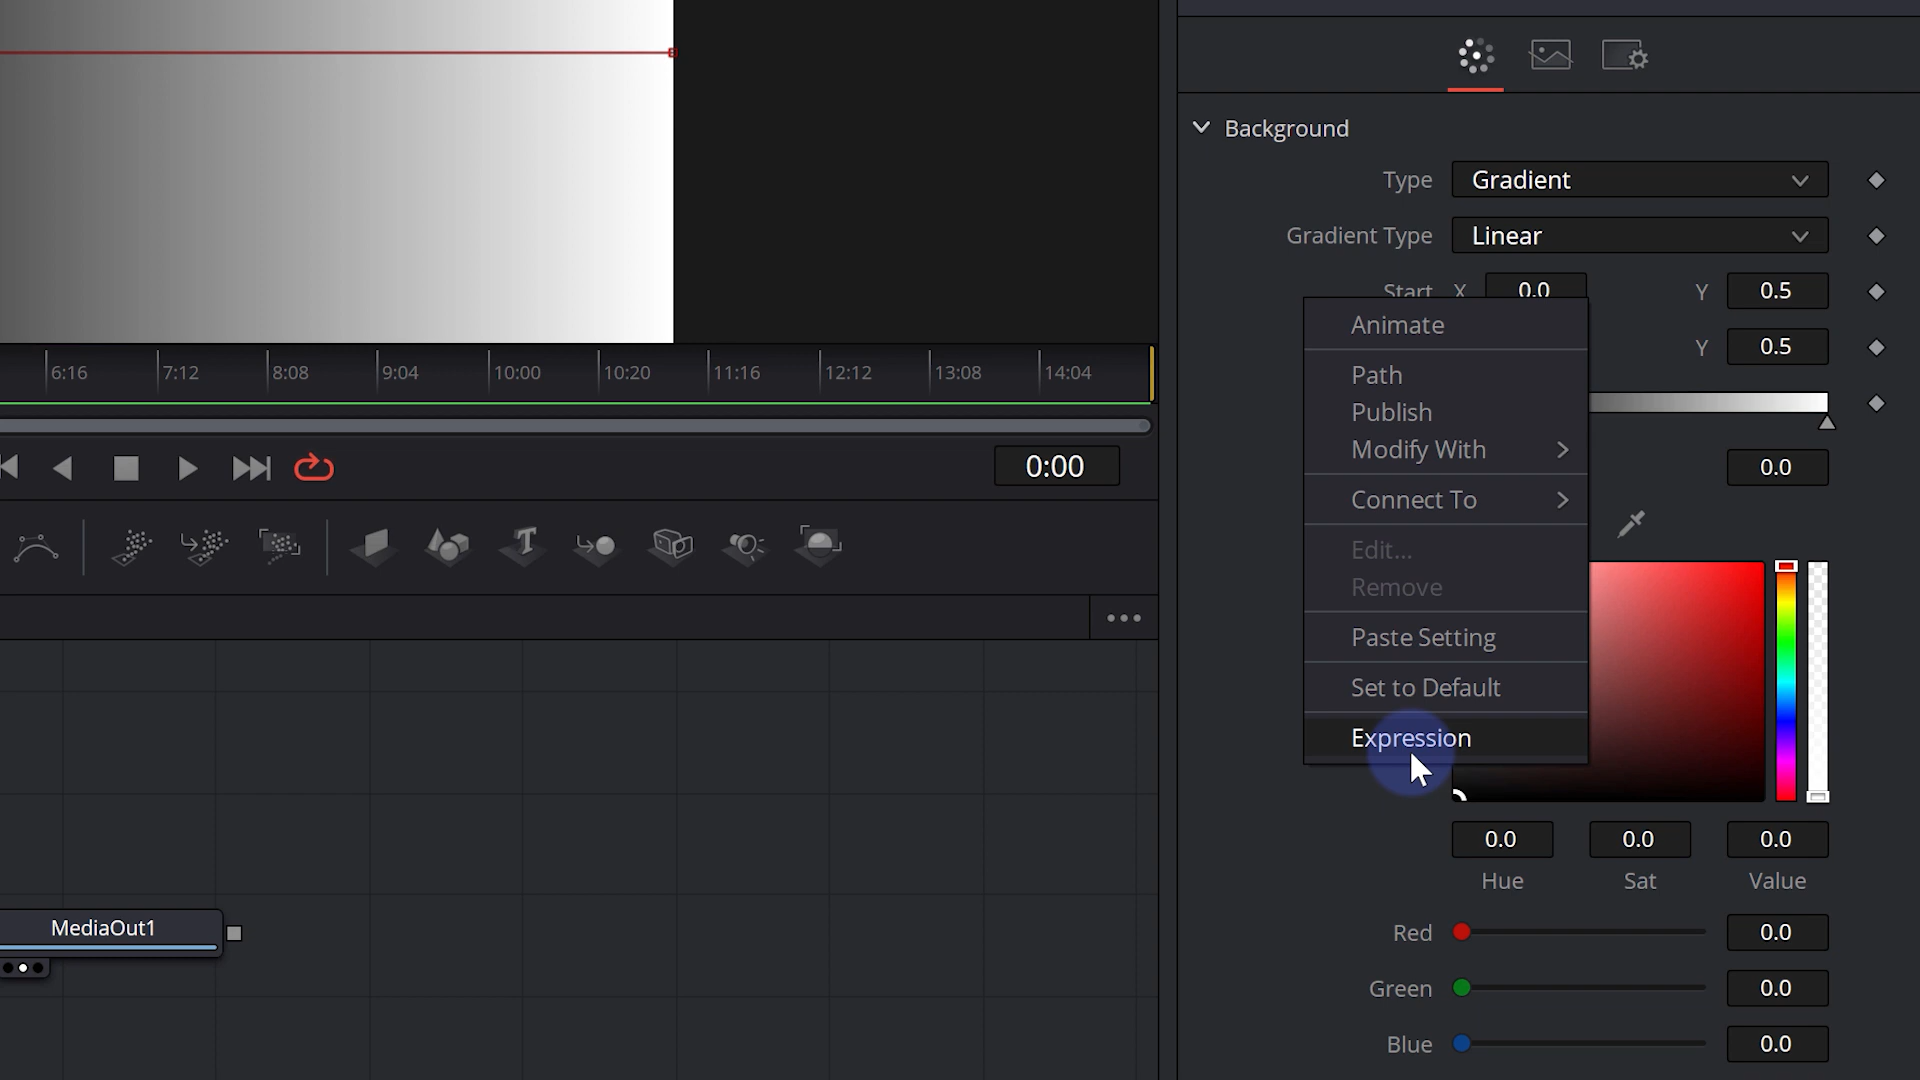 Background
Type Gradient
Gradient Type Linear
Start X 0.0 Y 0.5
Y 0.5
0.0
Animate
Path
Publish
Modify With
Connect To
Edit...
Remove
Paste Setting
Set to Default
Expression
0.0 0.0 0.0
Hue Sat Value
Red 0.0
Green 0.0
Blue 0.0
6:16 7:12 8:08 9:04 10:00 10:20 11:16 12:12 13:08 14:04
0:00
T
MediaOut1